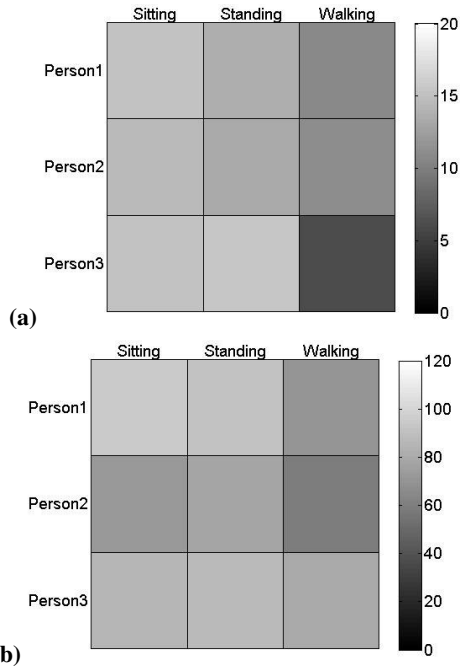 Sitting Standing Walking
20
Person1
15
Person2
10
5
Person3
0
(a)
Sitting Standing Walking
120
Person1
100
80
Person2
60
40
Person3
20
0
b)